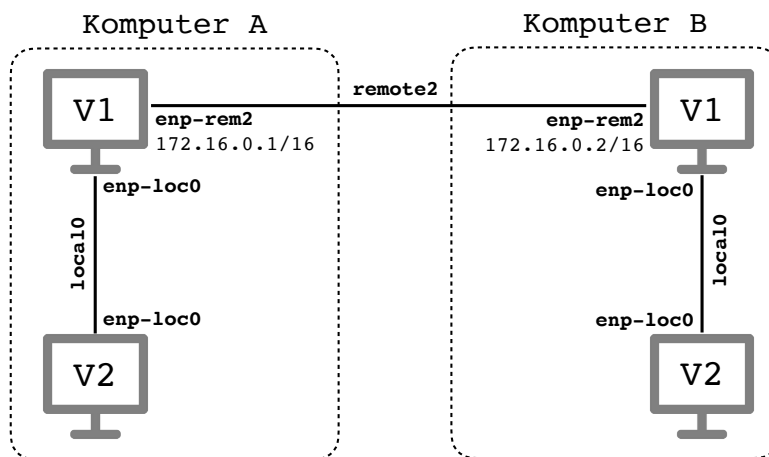 Komputer A
Komputer B
V1
remote2
V1
enp-rem2
enp-rem2
172.16.0.1/16
172.16.0.2/16
enp-loc0
enp-loc0
local0
local0
enp-loc0
enp-loc0
V2
V2